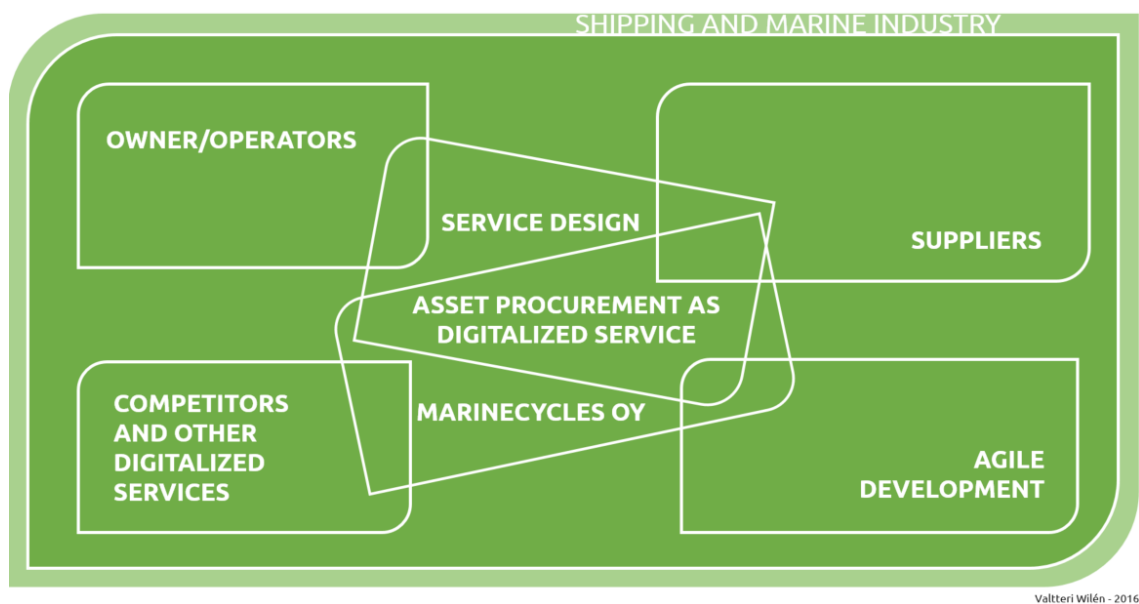 SHIPPING AND MARINE INDUSTRY
OWNER/OPERATORS
SERVICE DESIGN
SUPPLIERS
ASSET PROCUREMENT AS
DIGITALIZED SERVICE
COMPETITORS
AND OTHER
DIGITALIZED
SERVICES
MARINECYCLES OY
AGILE
DEVELOPMENT
Valtteri Wilén - 2016